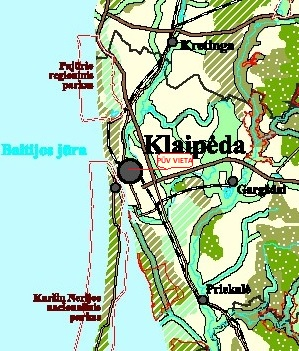 Kretinga
Pajūrio
regioninis
parkas
Baltijos jūra
Klaipėda
PŪV VIETA
Gargždai
Kuršių Nerijos
nacionalinis
parkas
Priekulė